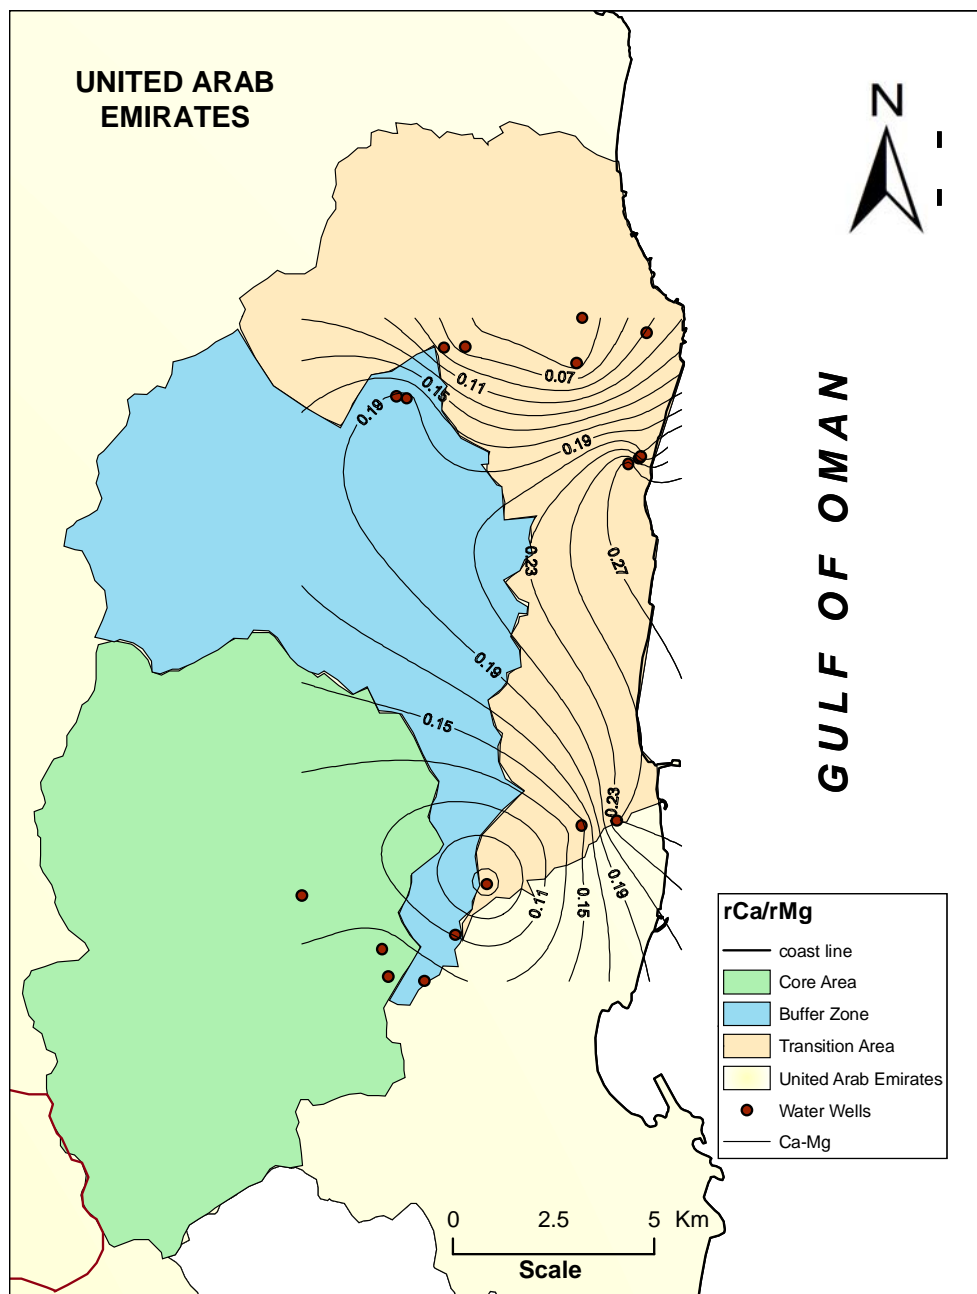 UNITED ARAB
EMIRATES
N
0.07
0.11
0.15
0.19
0.19
0.23
0.27
0.19
0.15
0.23
0.19
0.15
0.11
GULF OF OMAN
rCa/rMg
coast line
Core Area
Buffer Zone
Transition Area
United Arab Emirates
Water Wells
Ca-Mg
0 2.5 5 Km
Scale